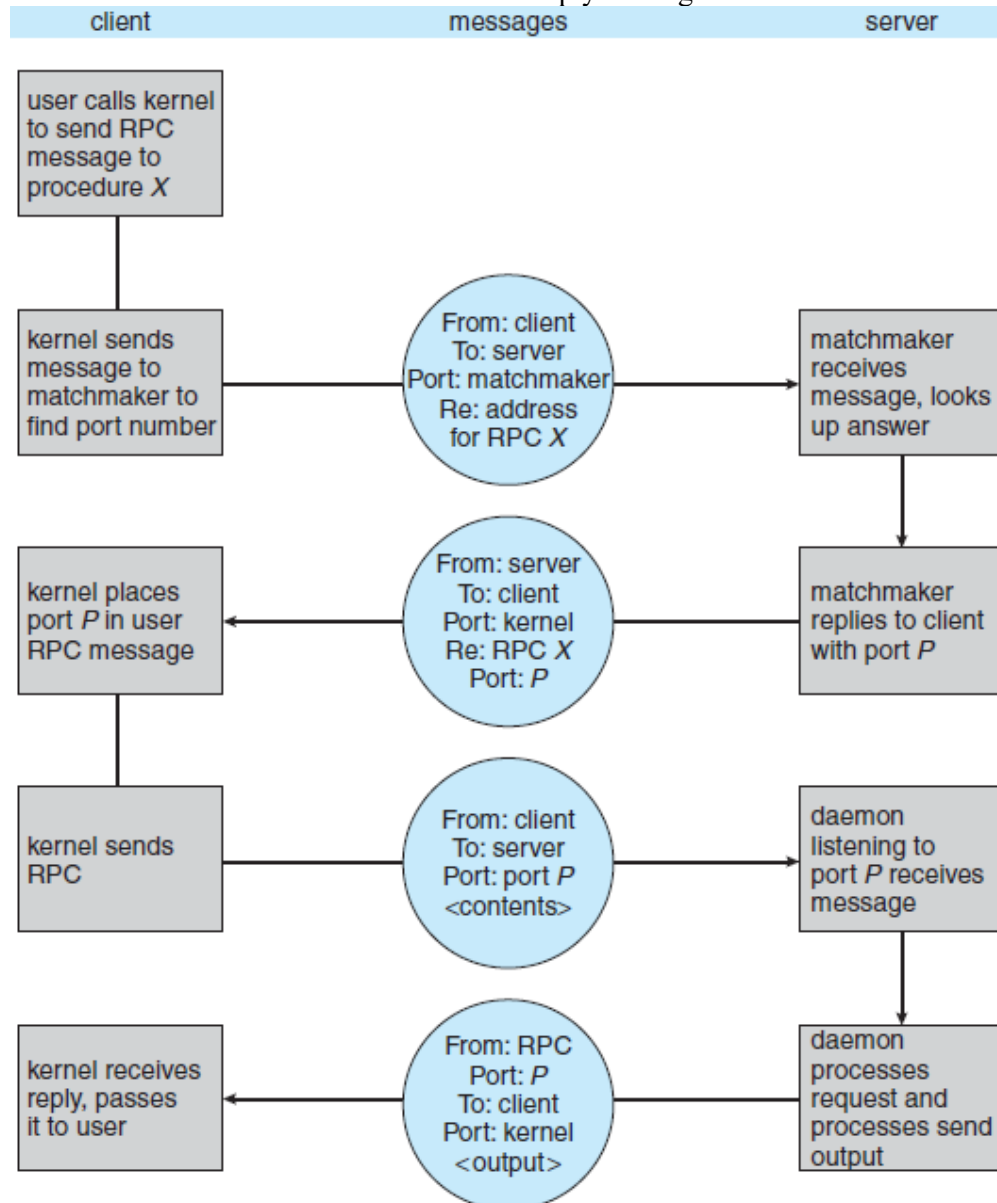 client messages server
user calls kernel
to send RPC
message to
procedure X
kernel sends
message to
matchmaker to
find port number
From: client
To: server
Port: matchmaker
Re: address
for RPC X
matchmaker
receives
message, looks
up answer
kernel places
port P in user
RPC message
From: server
To: client
Port: kernel
Re: RPC X
Port: P
matchmaker
replies to client
with port P
kernel sends
RPC
From: client
To: server
Port: port P
<contents>
daemon
listening to
port P receives
message
kernel receives
reply, passes
it to user
From: RPC
Port: P
To: client
Port: kernel
<output>
daemon
processes
request and
processes send
output